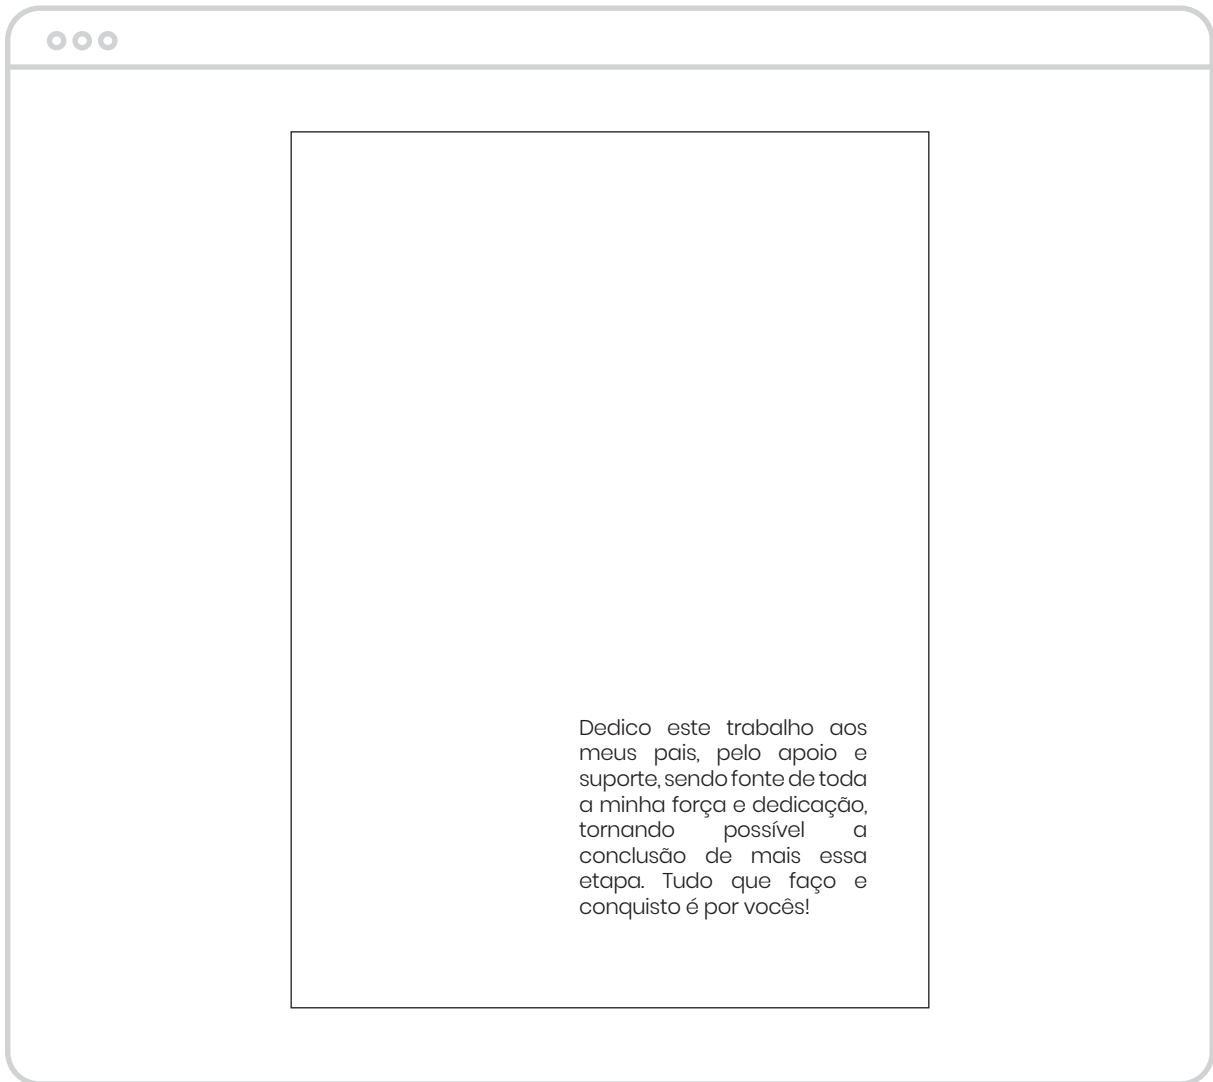 Dedico este trabalho aos
meus pais, pelo apoio e
suporte, sendo fonte de toda
a minha força e dedicação,
tornando possível a
conclusão de mais essa
etapa. Tudo que faço e
conquisto é por vocês!